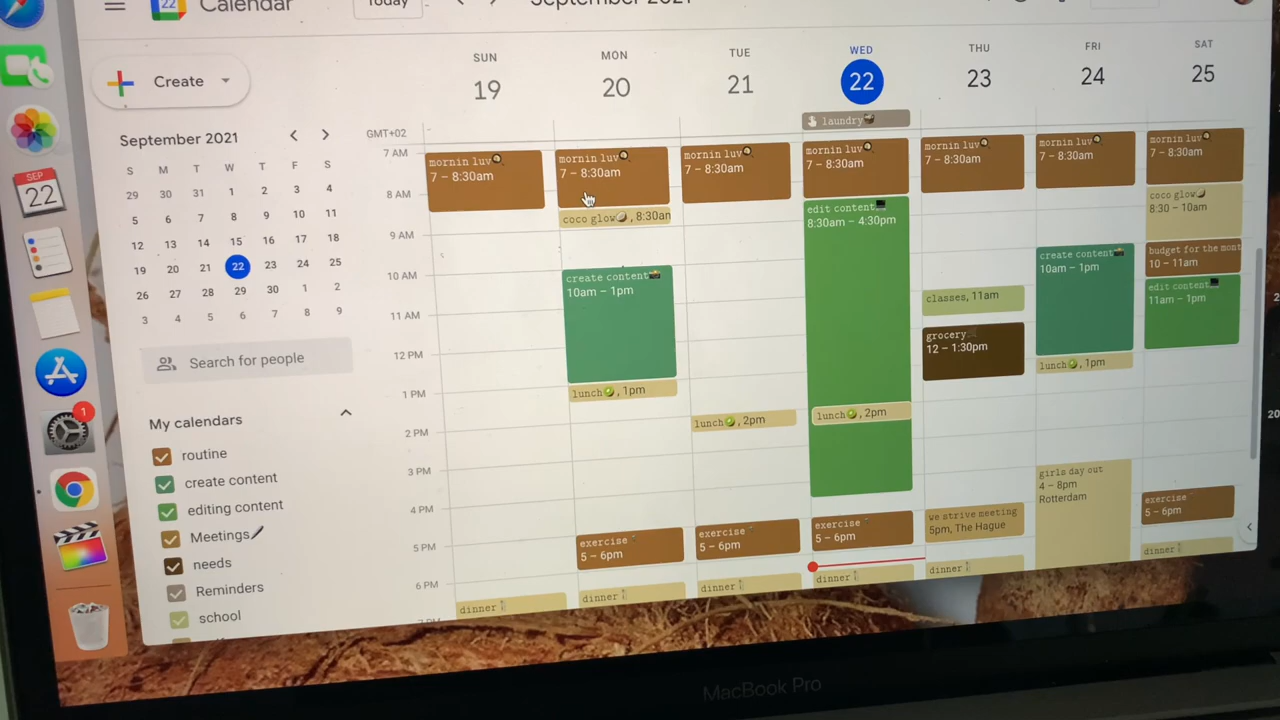 22
Calendar
Today
September 2021
Create
SUN
MON
TUE
WED
THU
FRI
SAT
19
20
21
22
23
24
25
SEP
22
September 2021
S M T W T F S
29 30 31 1 2 3 4
5 6 7 8 9 10 11
12 13 14 15 16 17 18
19 20 21 22 23 24 25
26 27 28 29 30 1 2
3 4 5 6 7 8 9
Search for people
My calendars
routine
create content
editing content
Meetings
needs
Reminders
school
1
GMT+02
7 AM
8 AM
9 AM
10 AM
11 AM
12 PM
1 PM
2 PM
3 PM
4 PM
5 PM
6 PM
mornin luv
7 – 8:30am
dinner
mornin luv
7 – 8:30am
coco glow, 8:30am
create content
10am – 1pm
lunch, 1pm
exercise
5 – 6pm
dinner
mornin luv
7 – 8:30am
lunch, 2pm
exercise
5 – 6pm
dinner
laundry
mornin luv
7 – 8:30am
edit content
8:30am – 4:30pm
lunch, 2pm
exercise
5 – 6pm
dinner
mornin luv
7 – 8:30am
classes, 11am
grocery
12 – 1:30pm
we strive meeting
5pm, The Hague
dinner
mornin luv
7 – 8:30am
create content
10am – 1pm
lunch, 1pm
girls day out
4 – 8pm
Rotterdam
mornin luv
7 – 8:30am
coco glow
8:30 – 10am
budget for the mont
10 – 11am
edit content
11am – 1pm
exercise
5 – 6pm
dinner
MacBook Pro